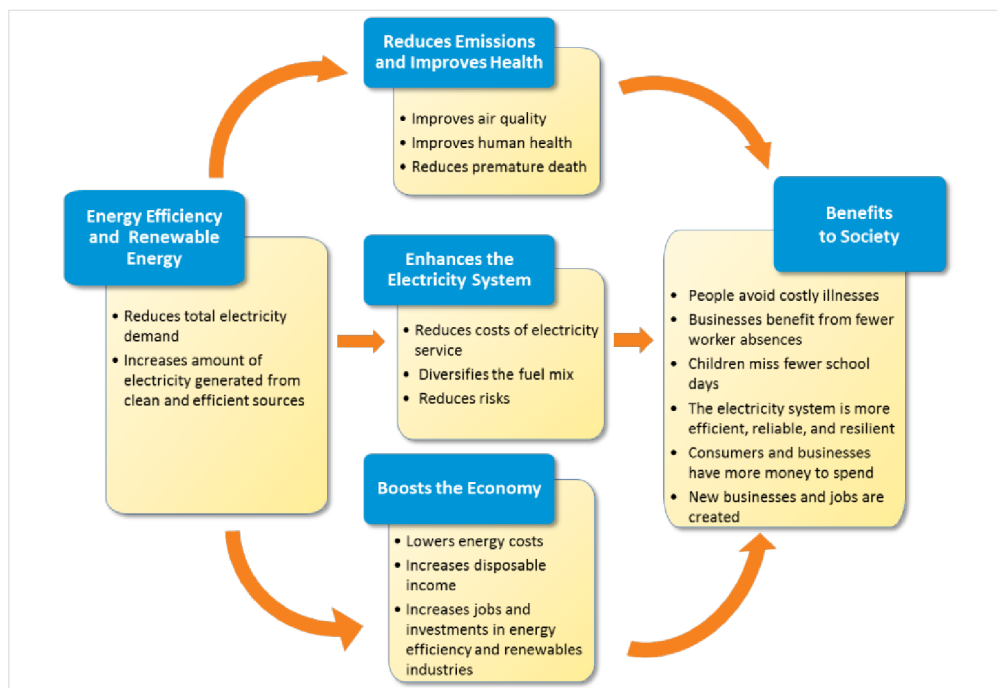 Reduces Emissions
and Improves Health
• Improves air quality
• Improves human health
• Reduces premature death
Energy Efficiency
and Renewable
Energy
• Reduces total electricity
demand
• Increases amount of
electricity generated from
clean and efficient sources
Enhances the
Electricity System
• Reduces costs of electricity
service
• Diversifies the fuel mix
• Reduces risks
Boosts the Economy
• Lowers energy costs
• Increases disposable
income
• Increases jobs and
investments in energy
efficiency and renewables
industries
Benefits
to Society
• People avoid costly illnesses
• Businesses benefit from fewer
worker absences
• Children miss fewer school
days
• The electricity system is more
efficient, reliable, and resilient
• Consumers and businesses
have more money to spend
• New businesses and jobs are
created